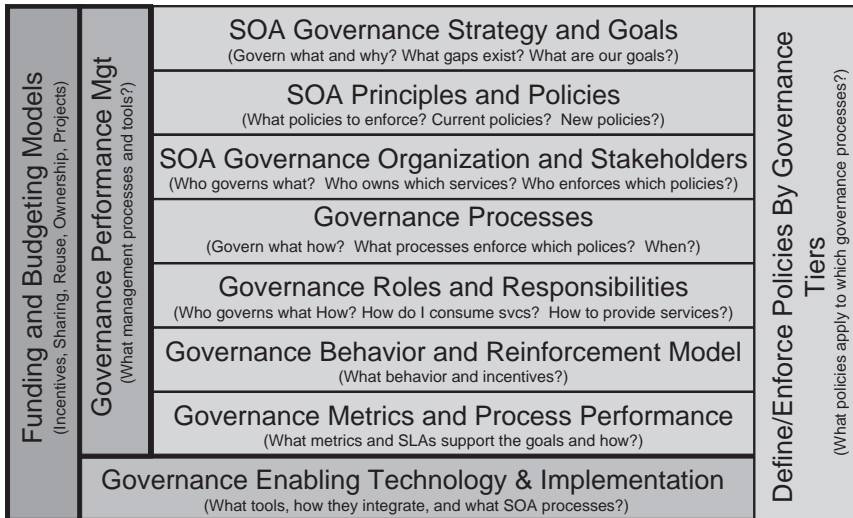 Funding and Budgeting Models
(Incentives, Sharing, Reuse, Ownership, Projects)
Governance Performance Mgt
(What management processes and tools?)
SOA Governance Strategy and Goals
(Govern what and why? What gaps exist? What are our goals?)
SOA Principles and Policies
(What policies to enforce? Current policies? New policies?)
SOA Governance Organization and Stakeholders
(Who governs what? Who owns which services? Who enforces which policies?)
Governance Processes
(Govern what how? What processes enforce which polices? When?)
Governance Roles and Responsibilities
(Who governs what How? How do I consume svcs? How to provide services?)
Governance Behavior and Reinforcement Model
(What behavior and incentives?)
Governance Metrics and Process Performance
(What metrics and SLAs support the goals and how?)
Governance Enabling Technology & Implementation
(What tools, how they integrate, and what SOA processes?)
Define/Enforce Policies By Governance
Tiers
(What policies apply to which governance processes?)